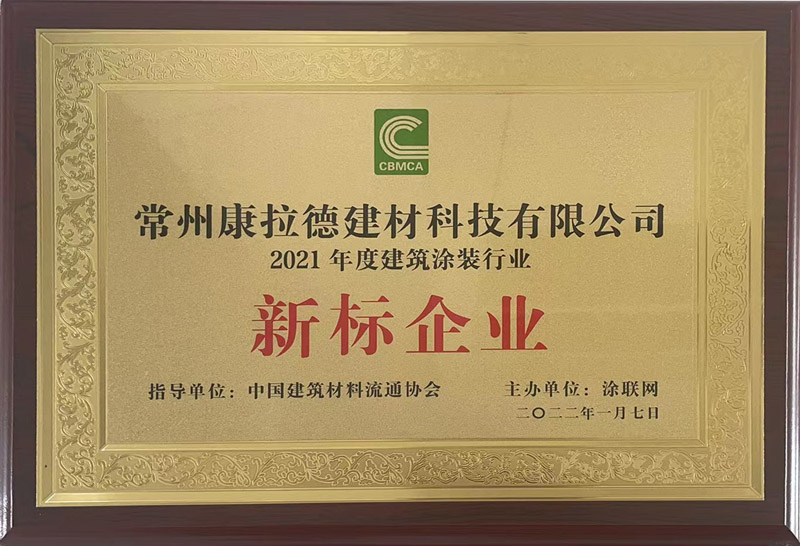 CBMCA
常州康拉德建材科技有限公司
2021 年度建筑涂装行业
新标企业
指导单位：中国建筑材料流通协会 主办单位：涂联网
二〇二二年一月七日